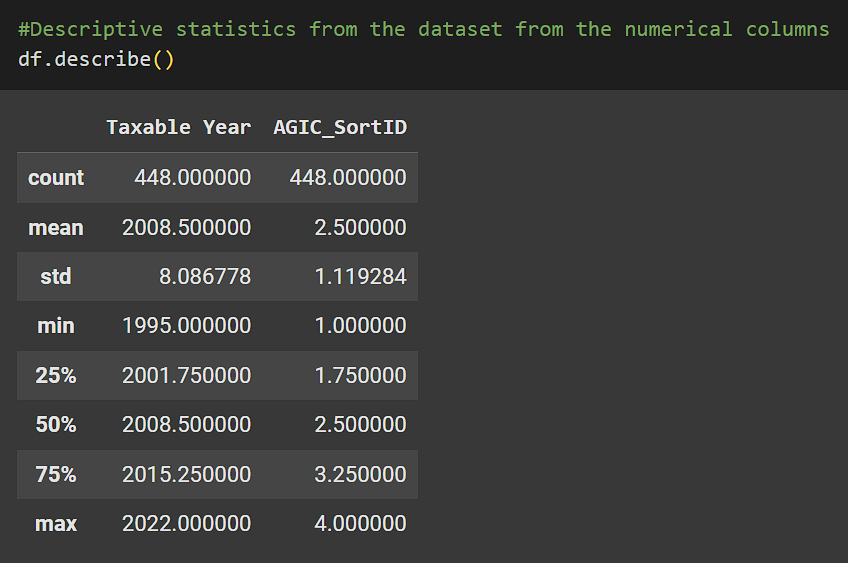 #Descriptive statistics from the dataset from the numerical columns
df.describe()
Taxable Year AGIC_SortID
count 448.000000 448.000000
mean 2008.500000 2.500000
std 8.086778 1.119284
min 1995.000000 1.000000
25% 2001.750000 1.750000
50% 2008.500000 2.500000
75% 2015.250000 3.250000
max 2022.000000 4.000000